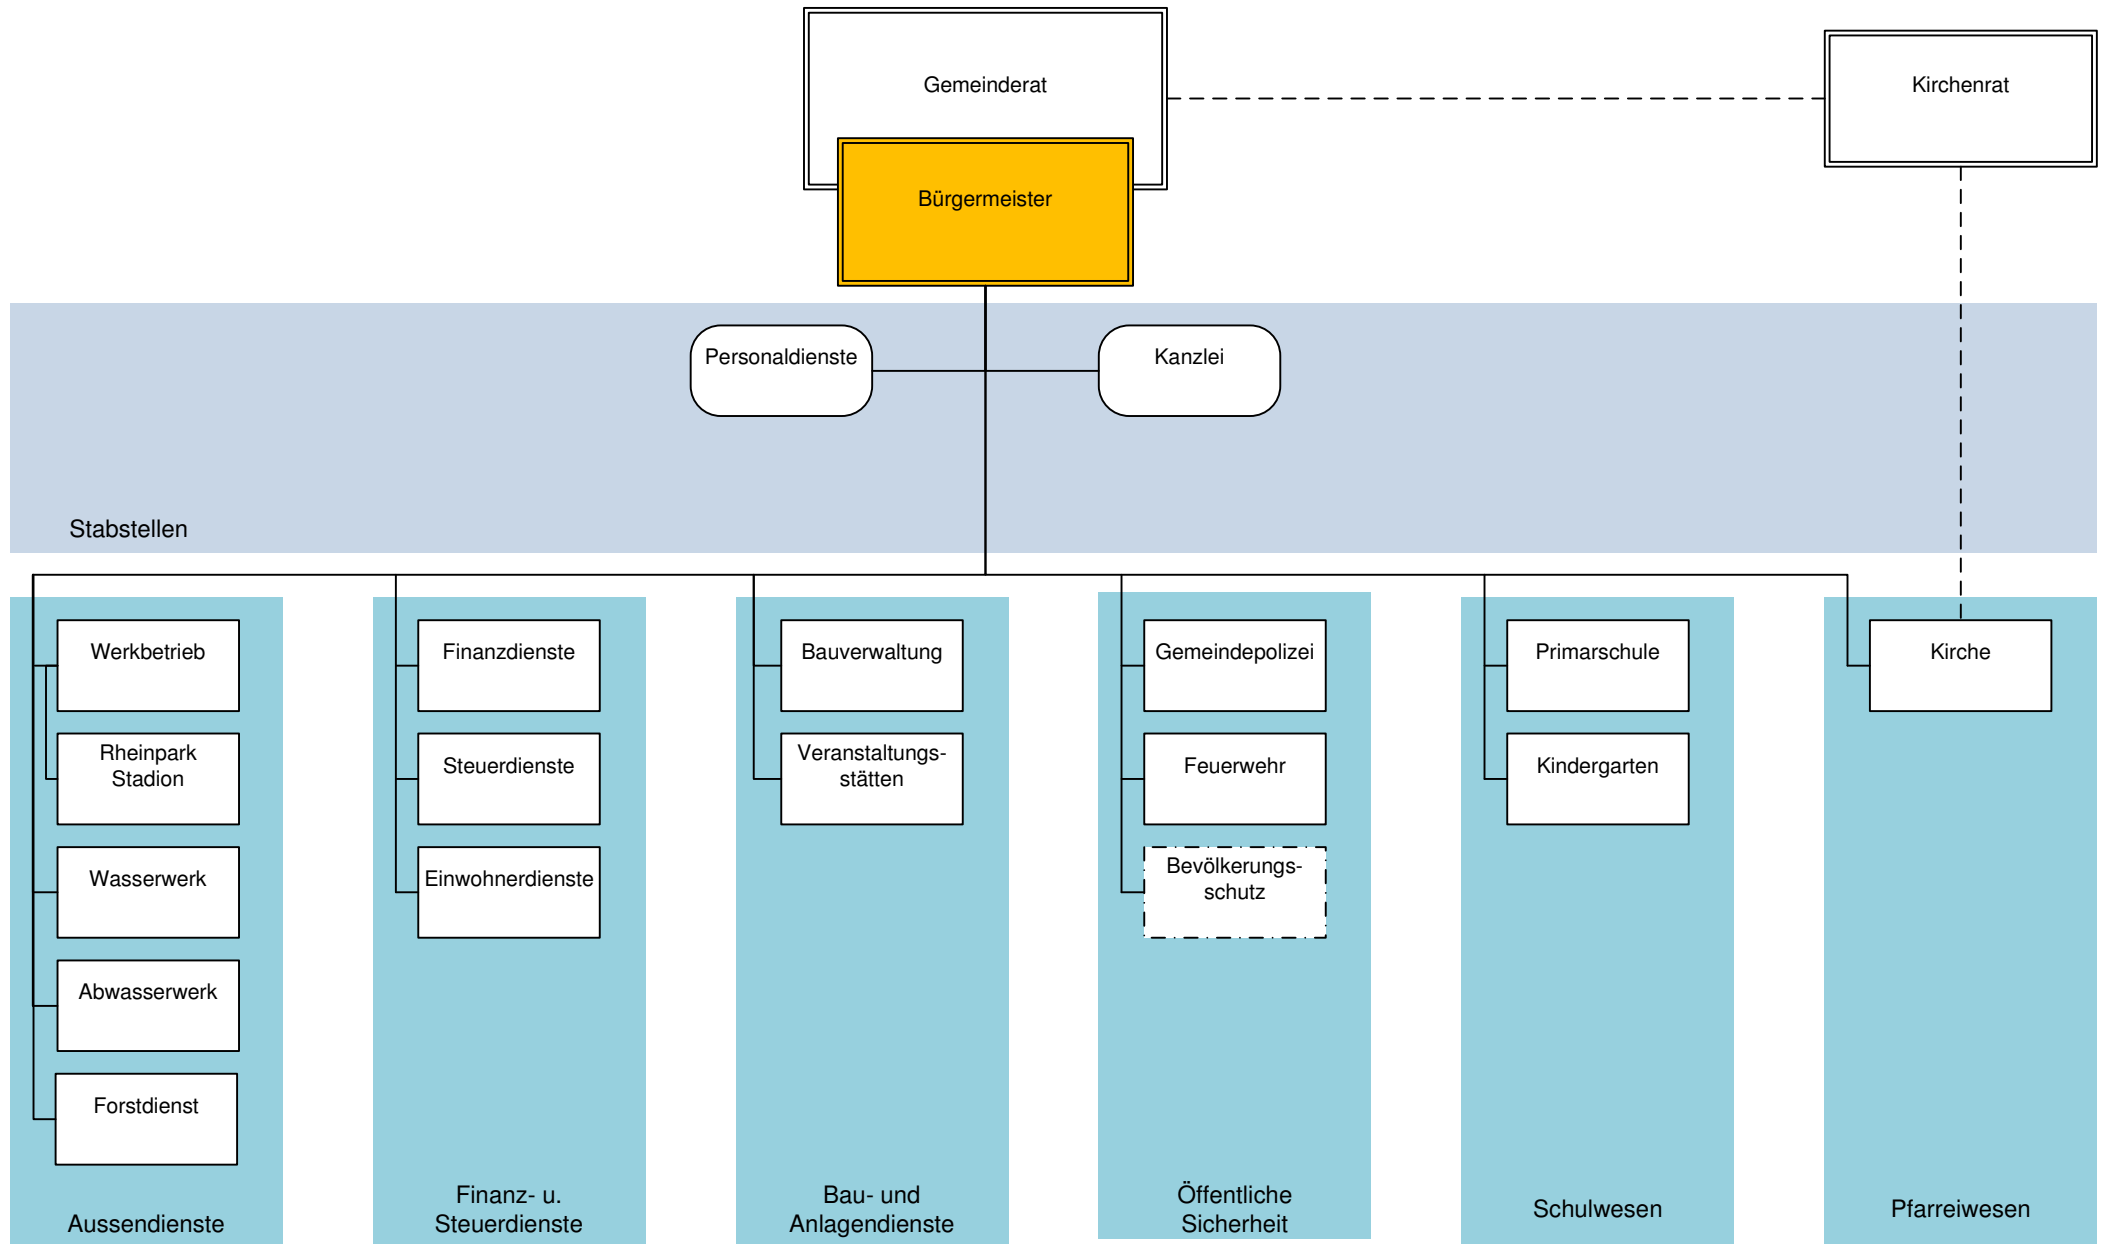 Gemeinderat
Kirchenrat
Bürgermeister
Personaldienste
Kanzlei
Stabstellen
Werkbetrieb
Rheinpark
Stadion
Wasserwerk
Abwasserwerk
Forstdienst
Aussendienste
Finanzdienste
Steuerdienste
Einwohnerdienste
Finanz- u.
Steuerdienste
Bauverwaltung
Veranstaltungs-
stätten
Bau- und
Anlagendienste
Gemeindepolizei
Feuerwehr
Bevölkerungs-
schutz
Öffentliche
Sicherheit
Primarschule
Kindergarten
Schulwesen
Kirche
Pfarreiwesen